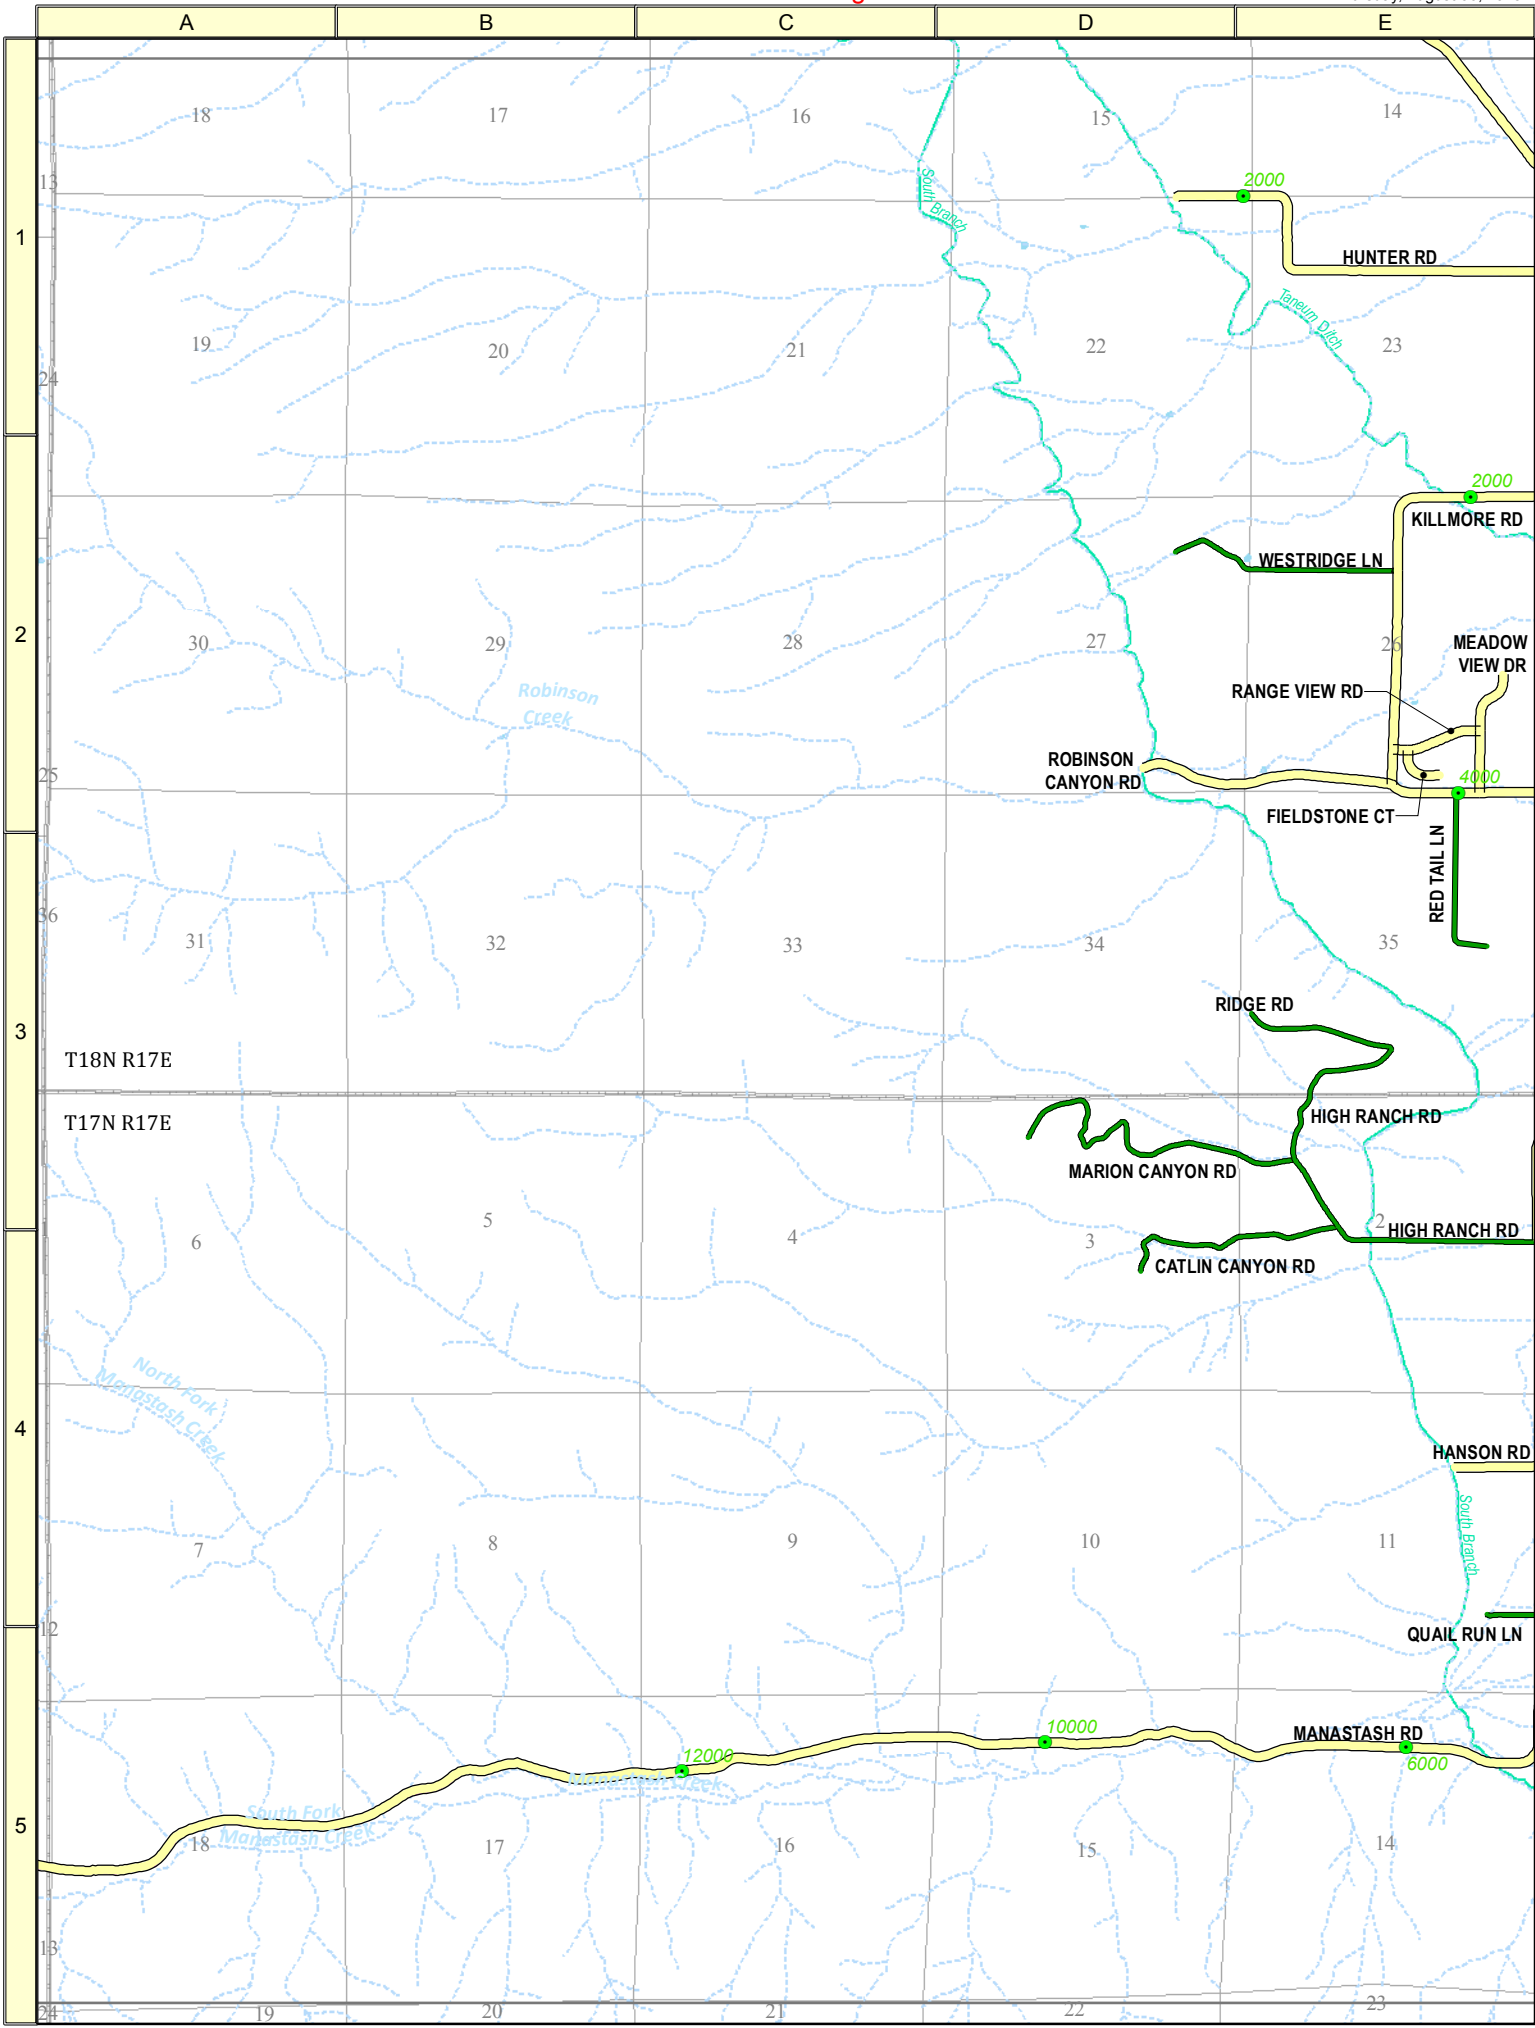 A B C D E
18 17 16 15 14
13
2000
South
Branch
1
HUNTER RD
Taneum Ditch
19 20 21 22 23
24
2000
KILLMORE RD
WESTRIDGE LN
2
30 29 28 27 26
MEADOW
VIEW DR
RANGE VIEW RD
Robinson
Creek
ROBINSON
CANYON RD
25
4000
FIELDSTONE CT
RED TAIL LN
36
31 32 33 34 35
RIDGE RD
3
T18N R17E
T17N R17E
HIGH RANCH RD
MARION CANYON RD
6 5 4 3 2
HIGH RANCH RD
CATLIN CANYON RD
North Fork
Manastash Creek
4
HANSON RD
South Branch
7 8 9 10 11
12
QUAIL RUN LN
MANASTASH RD
10000
12000
6000
Manastash Creek
South Fork
Manastash Creek
5
18 17 16 15 14
13
24 19 20 21 22 23